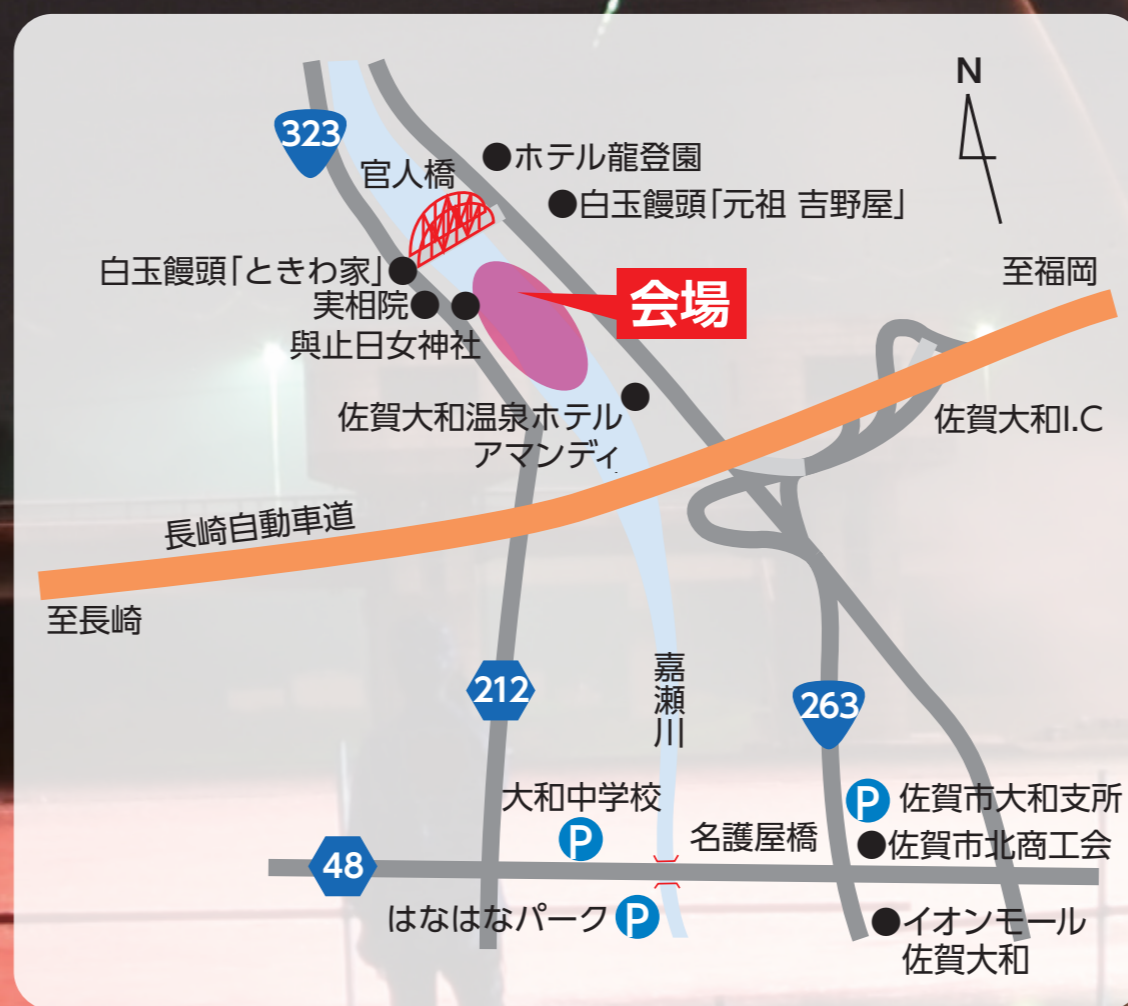 N
323
官人橋
●ホテル龍登園
●白玉饅頭「元祖 吉野屋」
白玉饅頭「ときわ家」●
実相院●
與止日女神社
会場
至福岡
佐賀大和温泉ホテル
アマンディ
佐賀大和I.C
長崎自動車道
至長崎
212
嘉瀬川
263
大和中学校
P
名護屋橋
P 佐賀市大和支所
●佐賀市北商工会
48
はなはなパーク P
●イオンモール
佐賀大和